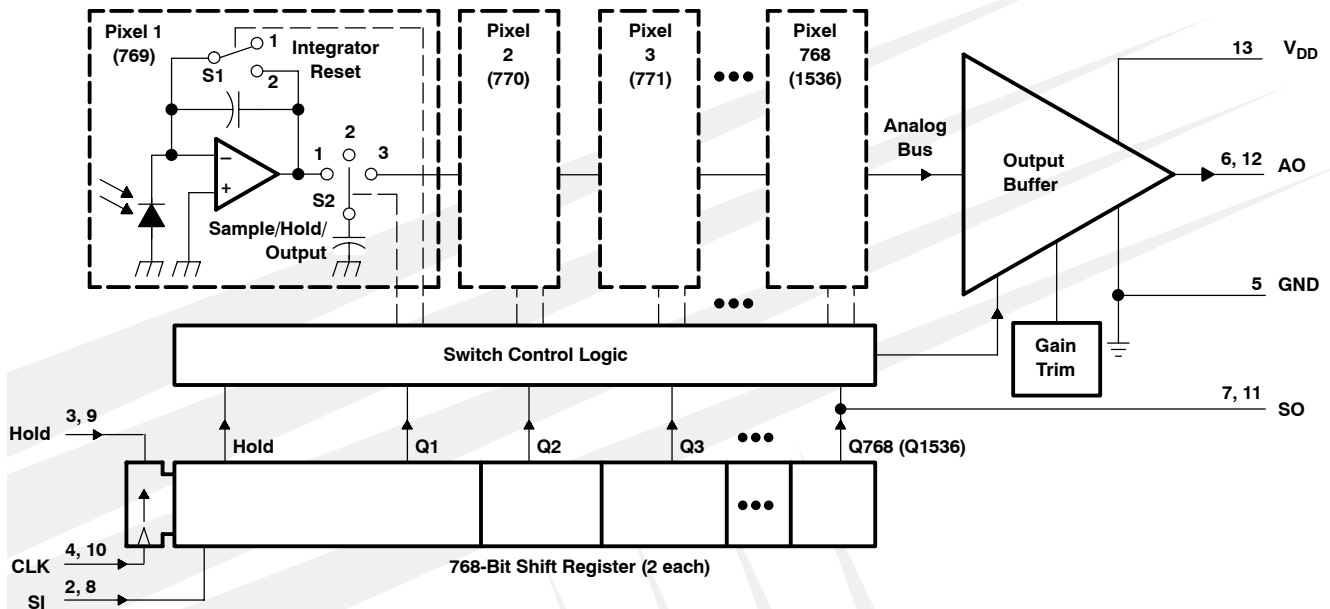 Pixel 1
(769)
1
Integrator
Reset
S1
2
−
+
1
2
3
S2
Sample/Hold/
Output
Pixel
2
(770)
Pixel
3
(771)
Pixel
768
(1536)
Analog
Bus
Output
Buffer
13
VDD
6, 12
AO
5
GND
Gain
Trim
Switch Control Logic
7, 11
SO
3, 9
Hold
Hold
Q1
Q2
Q3
Q768 (Q1536)
4, 10
CLK
2, 8
SI
768-Bit Shift Register (2 each)